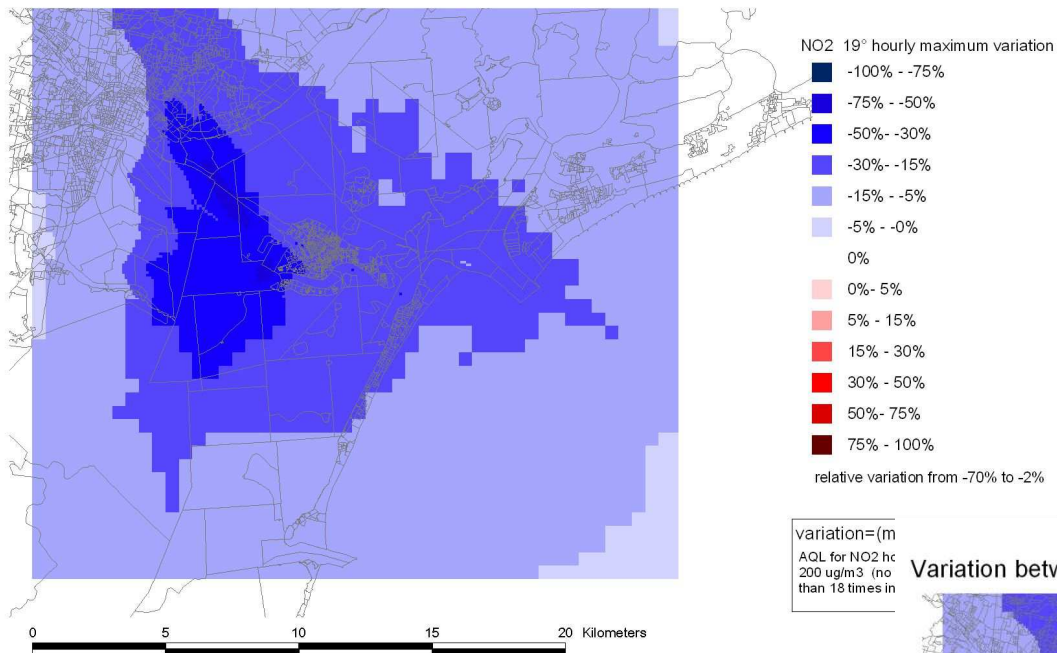 NO2 19° hourly maximum variation
-100% - -75%
-75% - -50%
-50% - -30%
-30% - -15%
-15% - -5%
-5% - -0%
0%
0%- 5%
5% - 15%
15% - 30%
30% - 50%
50%- 75%
75% - 100%
relative variation from -70% to -2%
variation=(m
AQL for NO2 ho
200 ug/m3 (no
than 18 times in
Variation betw
0 5 10 15 20 Kilometers